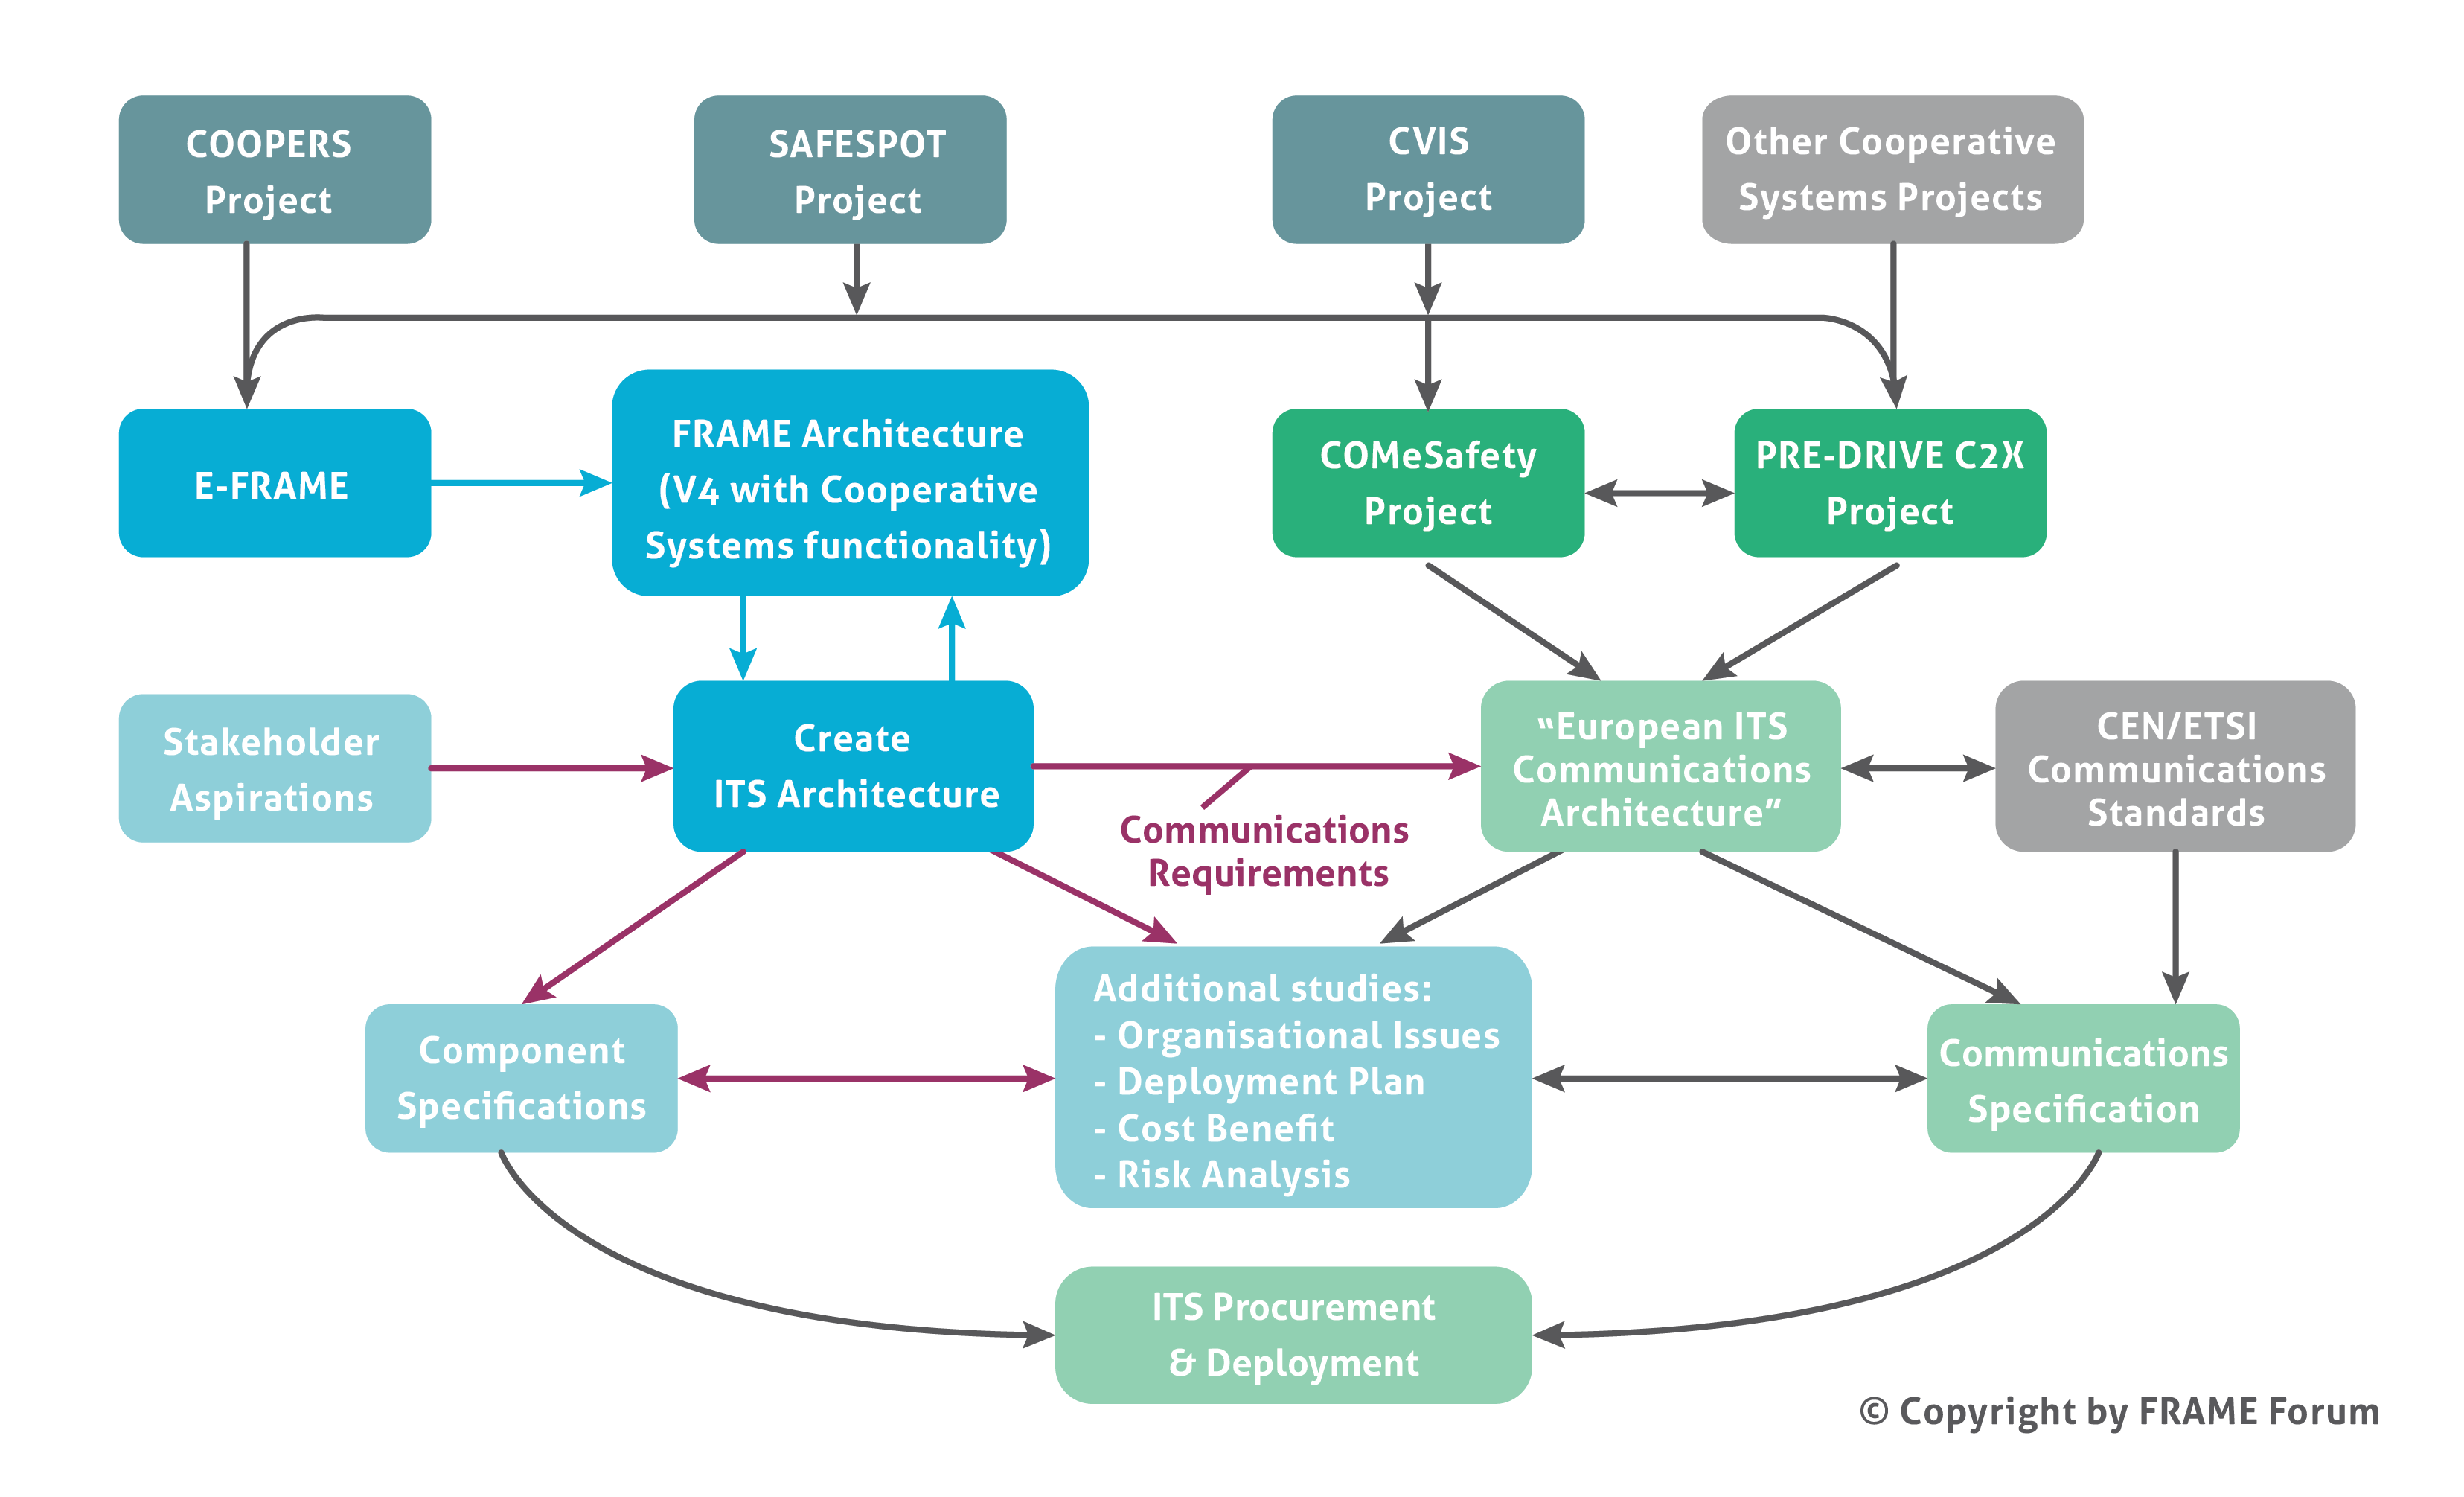 COOPERS
Project
SAFESPOT
Project
CVIS
Project
Other Cooperative
Systems Projects
E-FRAME
FRAME Architecture
(V4 with Cooperative
Systems functionality)
COMeSafety
Project
PRE-DRIVE C2X
Project
Stakeholder
Aspirations
Create
ITS Architecture
Communications
Requirements
“European ITS
Communications
Architecture”
CEN/ETSI
Communications
Standards
Component
Specifications
Additional studies:
- Organisational Issues
- Deployment Plan
- Cost Benefit
- Risk Analysis
Communications
Specification
ITS Procurement
& Deployment
© Copyright by FRAME Forum